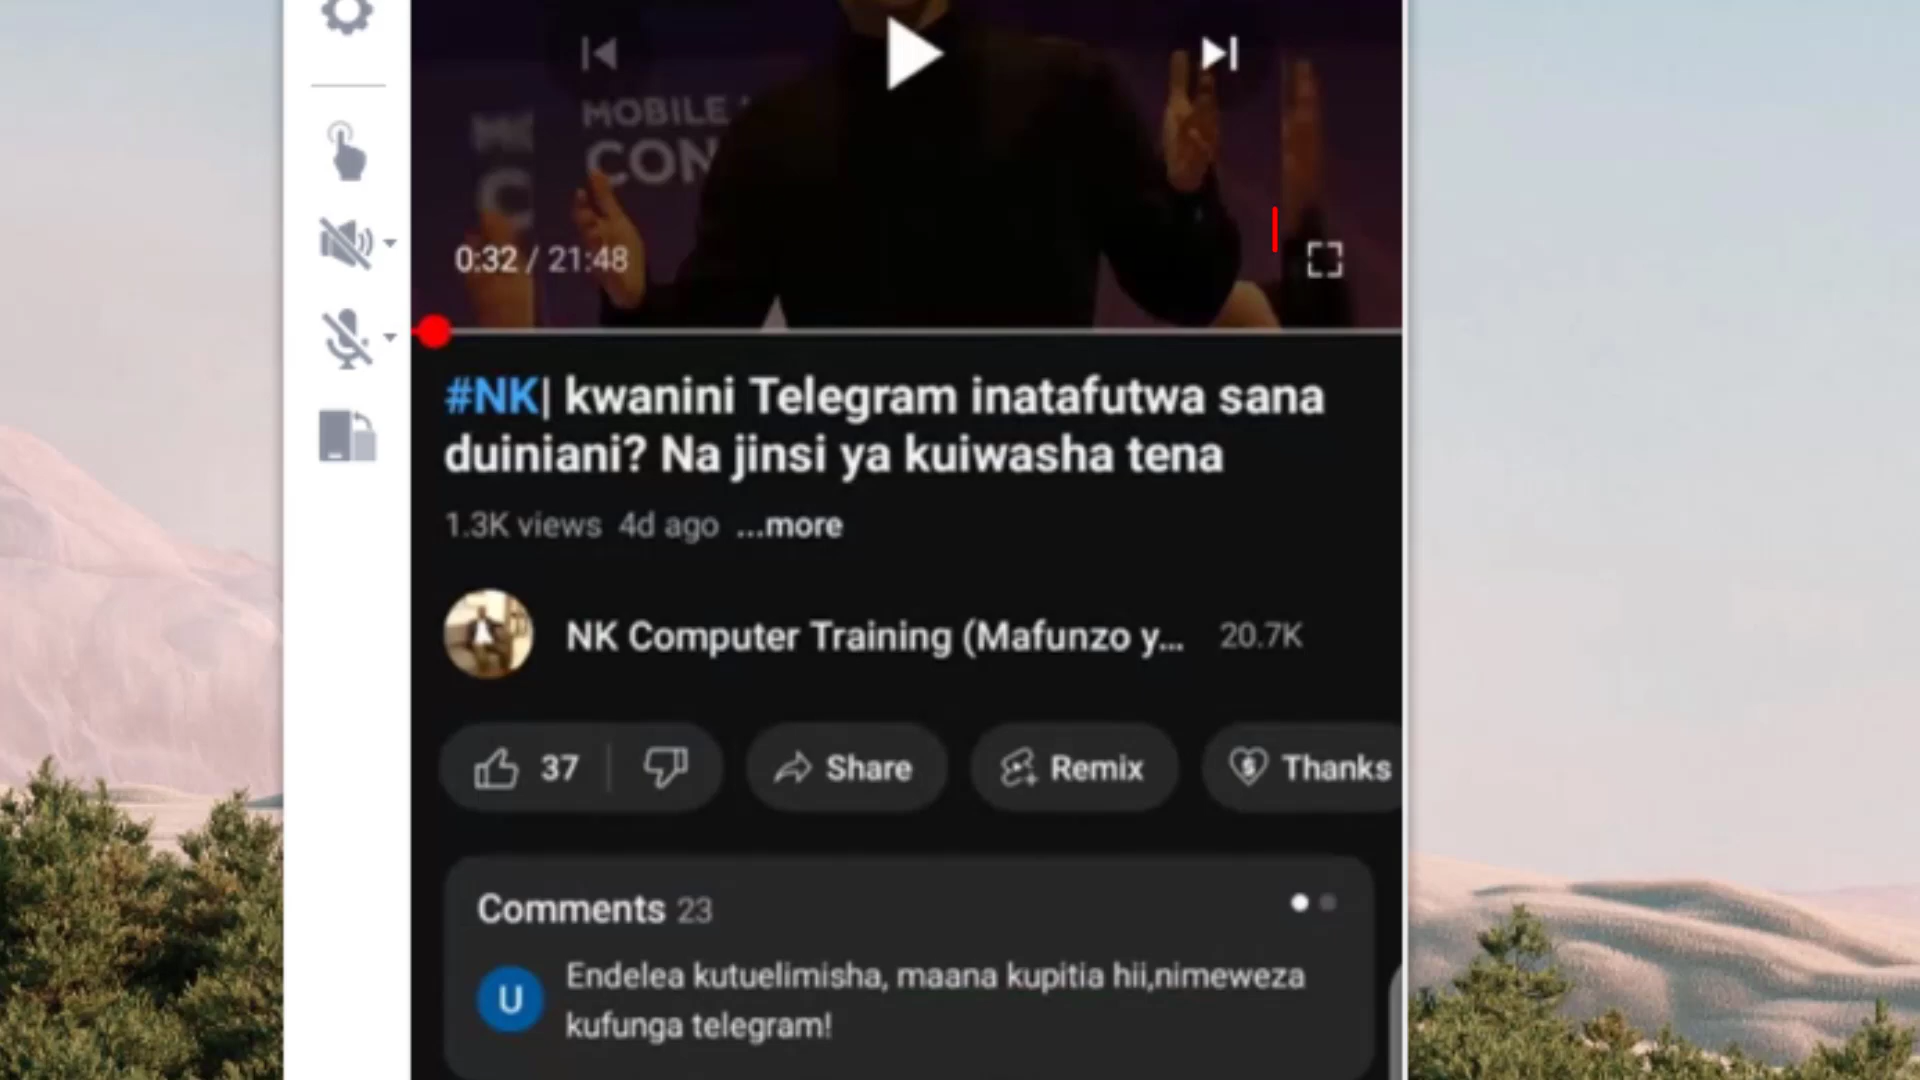 MOBILE
CON
0:32 / 21:48
#NK| kwanini Telegram inatafutwa sana
duiniani? Na jinsi ya kuiwasha tena
1.3K views 4d ago ...more
NK Computer Training (Mafunzo y... 20.7K
37 Share Remix Thanks
Comments 23
U
Endelea kutuelimisha, maana kupitia hii,nimeweza
kufunga telegram!